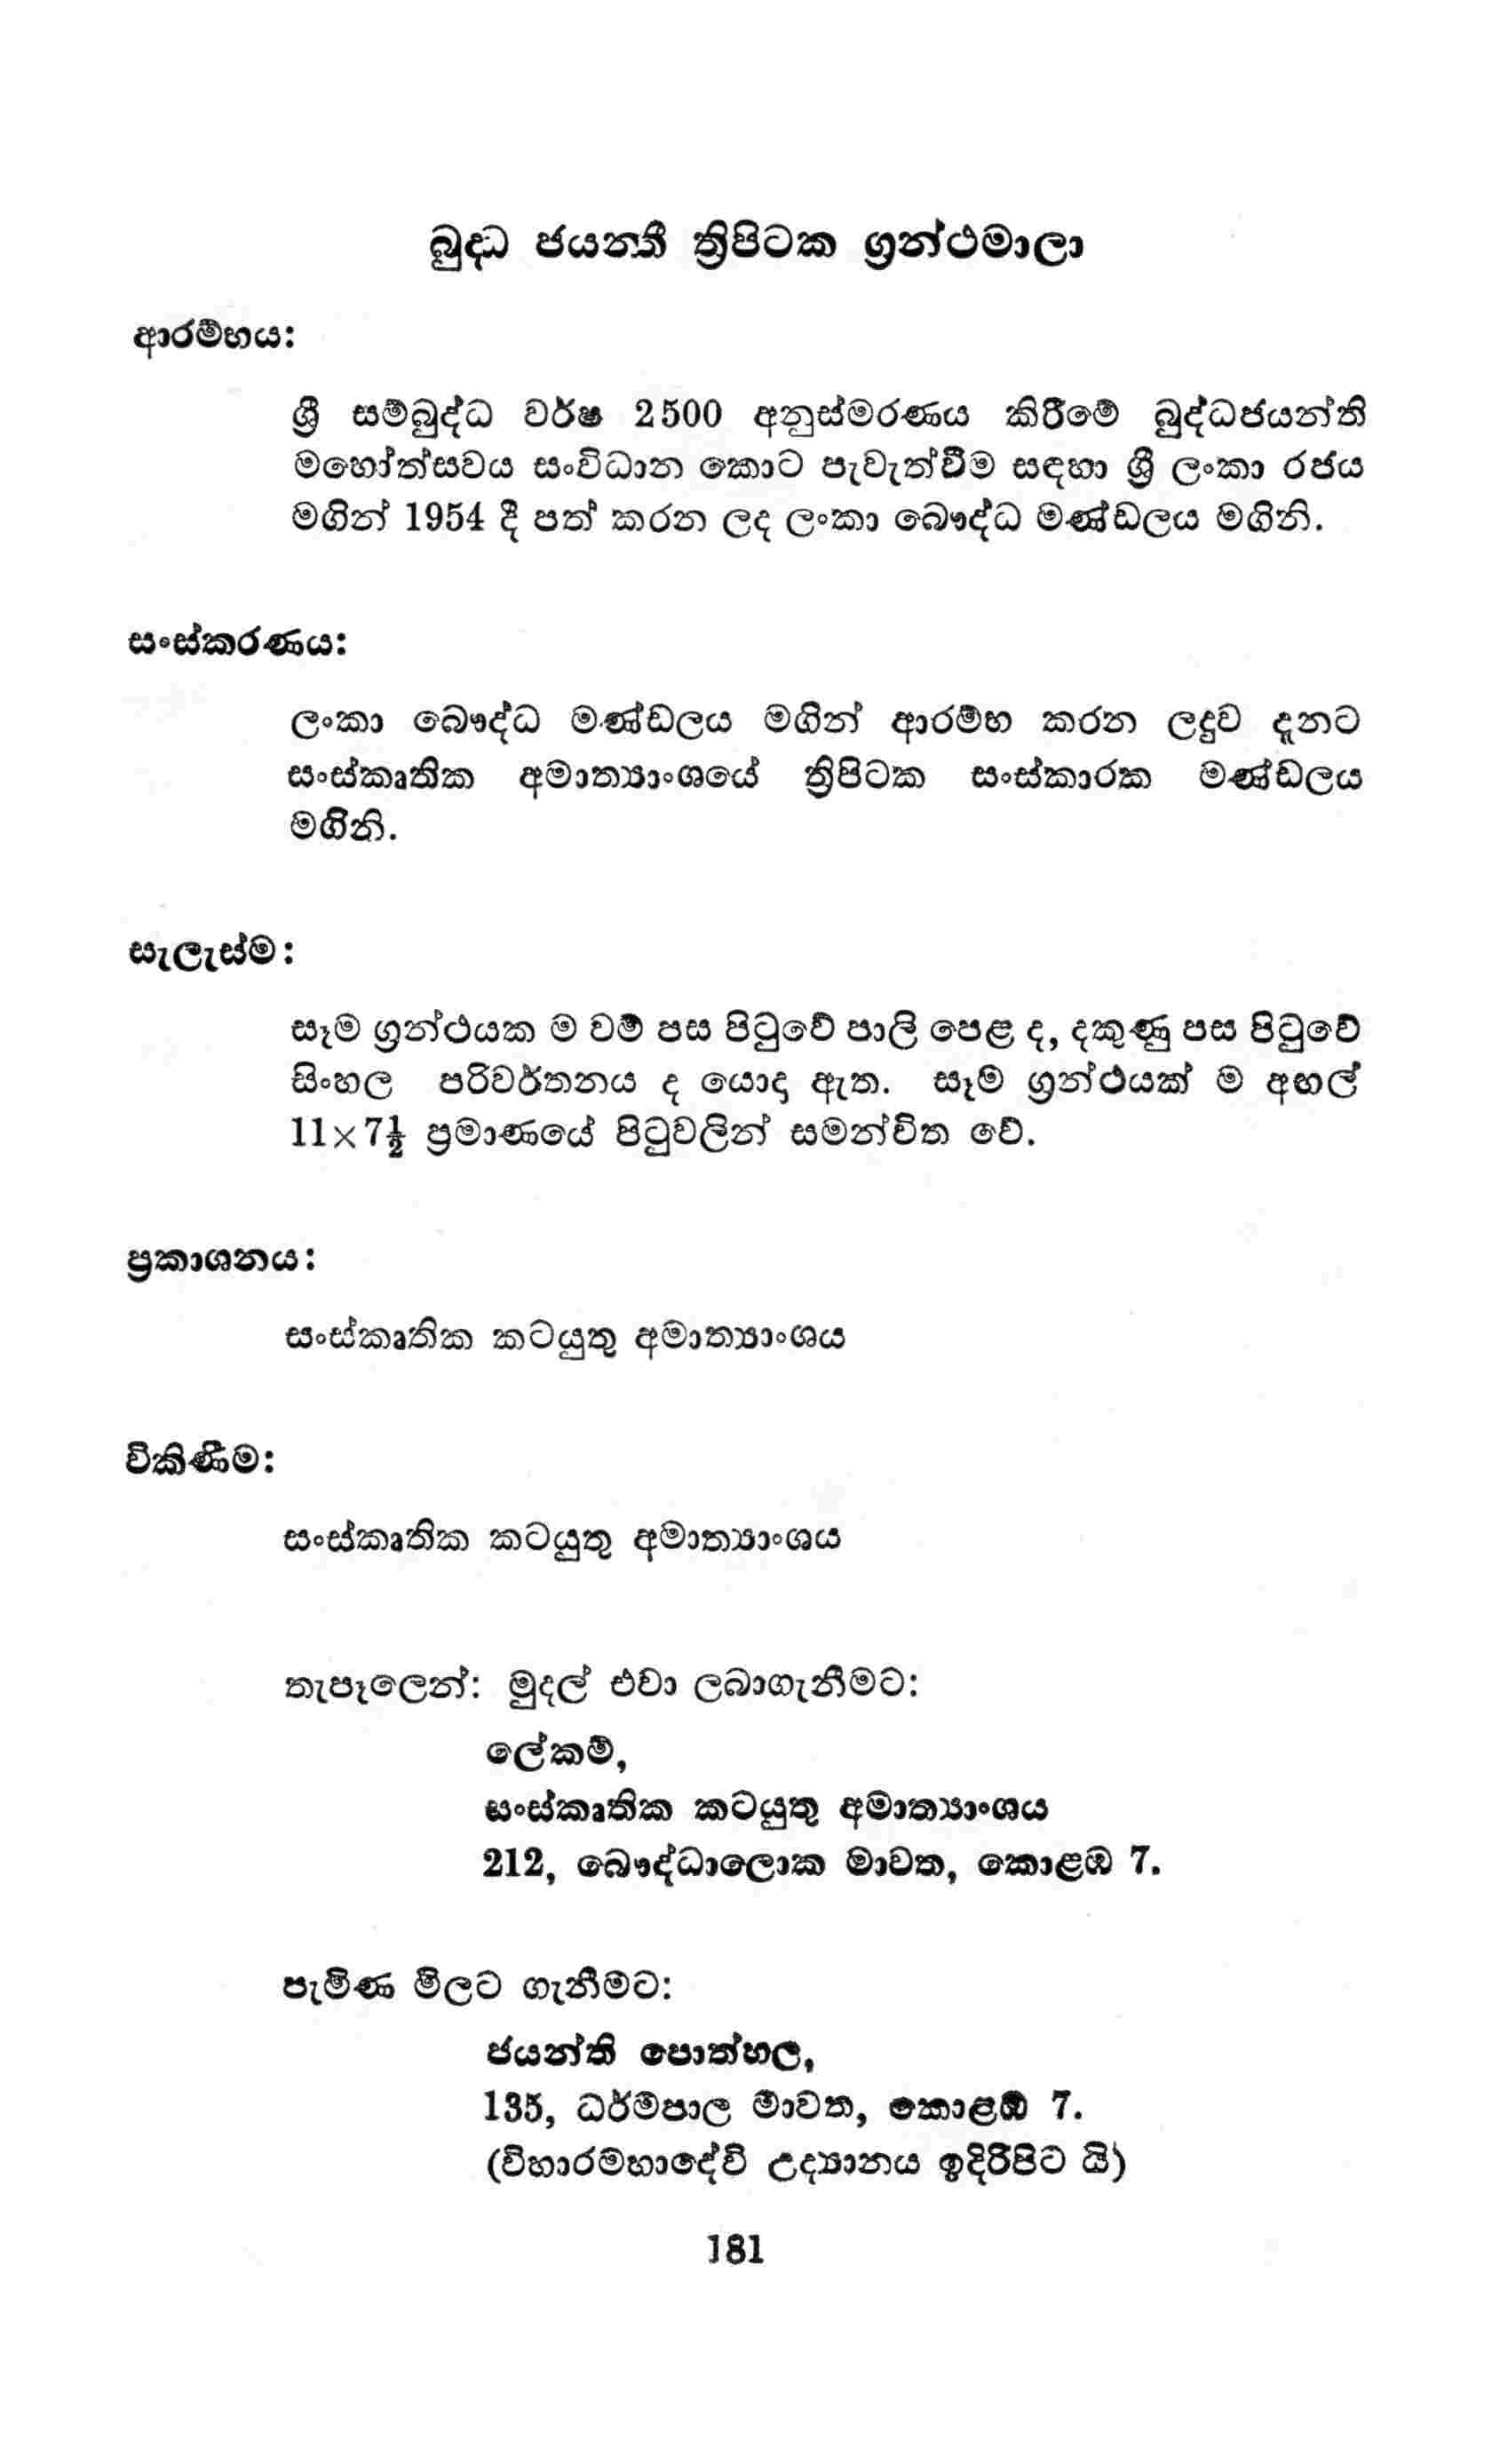 බුද්ධ ජයන්තී ත්‍රිපිටක ග්‍රන්ථමාලා
ආරම්භය:
ශ්‍රී සම්බුද්ධ වර්ෂ 2500 අනුස්මරණය කිරීමේ බුද්ධජයන්ති
මහෝත්සවය සංවිධාන කොට පැවැත්වීම සඳහා ශ්‍රී ලංකා රජය
මගින් 1954 දී පත් කරන ලද ලංකා බෞද්ධ මණ්ඩලය මගිනි.
සංස්කරණය:
ලංකා බෞද්ධ මණ්ඩලය මගින් ආරම්භ කරන ලදුව දැනට
සංස්කෘතික අමාත්‍යාංශයේ ත්‍රිපිටක සංස්කාරක මණ්ඩලය
මගිනි.
සැලැස්ම:
සෑම ග්‍රන්ථයක ම වම් පස පිටුවේ පාලි පෙළ ද, දකුණු පස පිටුවේ
සිංහල පරිවර්තනය ද යොදා ඇත. සෑම ග්‍රන්ථයක් ම අඟල්
11×7½ ප්‍රමාණයේ පිටුවලින් සමන්විත වේ.
ප්‍රකාශනය:
සංස්කෘතික කටයුතු අමාත්‍යාංශය
විකිණීම:
සංස්කෘතික කටයුතු අමාත්‍යාංශය
තැපෑලෙන්: මුදල් එවා ලබාගැනීමට:
ලේකම්,
සංස්කෘතික කටයුතු අමාත්‍යාංශය
212, බෞද්ධාලොක මාවත, කොළඹ 7.
පැමිණ මිලට ගැනීමට:
ජයන්ති පොත්හල,
135, ධර්මපාල මාවත, කොළඹ 7.
(විහාරමහාදේවි උද්‍යානය ඉදිරිපිට යි)
181